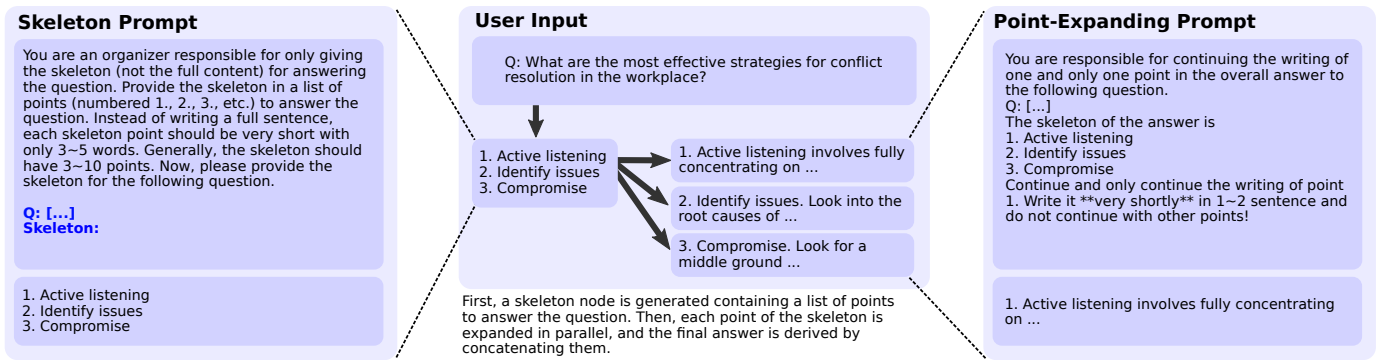 Skeleton Prompt
You are an organizer responsible for only giving
the skeleton (not the full content) for answering
the question. Provide the skeleton in a list of
points (numbered 1., 2., 3., etc.) to answer the
question. Instead of writing a full sentence,
each skeleton point should be very short with
only 3~5 words. Generally, the skeleton should
have 3~10 points. Now, please provide the
skeleton for the following question.
Q: [...]
Skeleton:
1. Active listening
2. Identify issues
3. Compromise
User Input
Q: What are the most effective strategies for conflict
resolution in the workplace?
1. Active listening
2. Identify issues
3. Compromise
1. Active listening involves fully
concentrating on ...
2. Identify issues. Look into the
root causes of ...
3. Compromise. Look for a
middle ground ...
First, a skeleton node is generated containing a list of points
to answer the question. Then, each point of the skeleton is
expanded in parallel, and the final answer is derived by
concatenating them.
Point-Expanding Prompt
You are responsible for continuing the writing of
one and only one point in the overall answer to
the following question.
Q: [...]
The skeleton of the answer is
1. Active listening
2. Identify issues
3. Compromise
Continue and only continue the writing of point
1. Write it **very shortly** in 1~2 sentence and
do not continue with other points!
1. Active listening involves fully concentrating
on ...